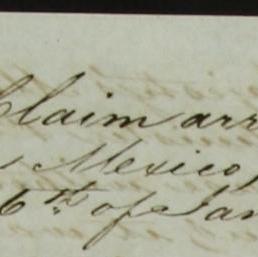 Claim arr
Mexico
6th of Jan